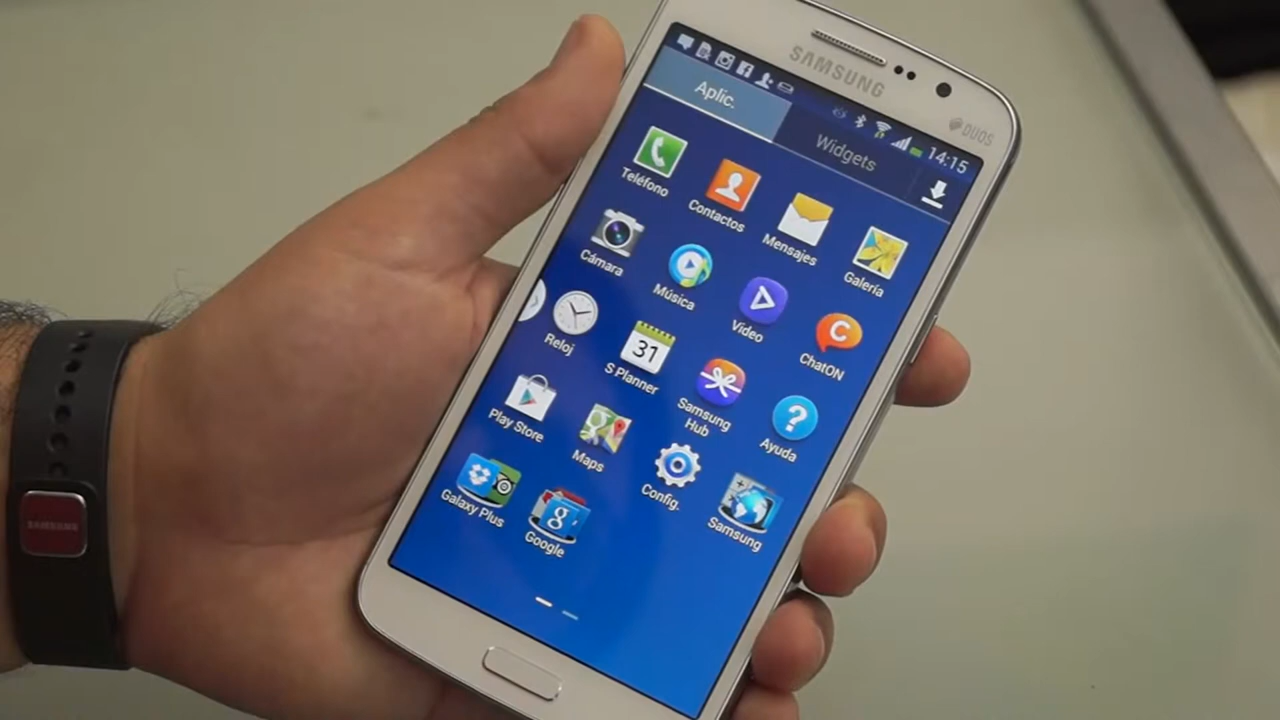 SAMSUNG
DUOS
14:15
Aplic.
Widgets
Teléfono
Contactos
Mensajes
Galería
Cámara
Música
Video
C
ChatON
Reloj
31
S Planner
Samsung
Hub
?
Ayuda
Play Store
Maps
Config.
Samsung
Galaxy Plus
g
Google
SAMSUNG